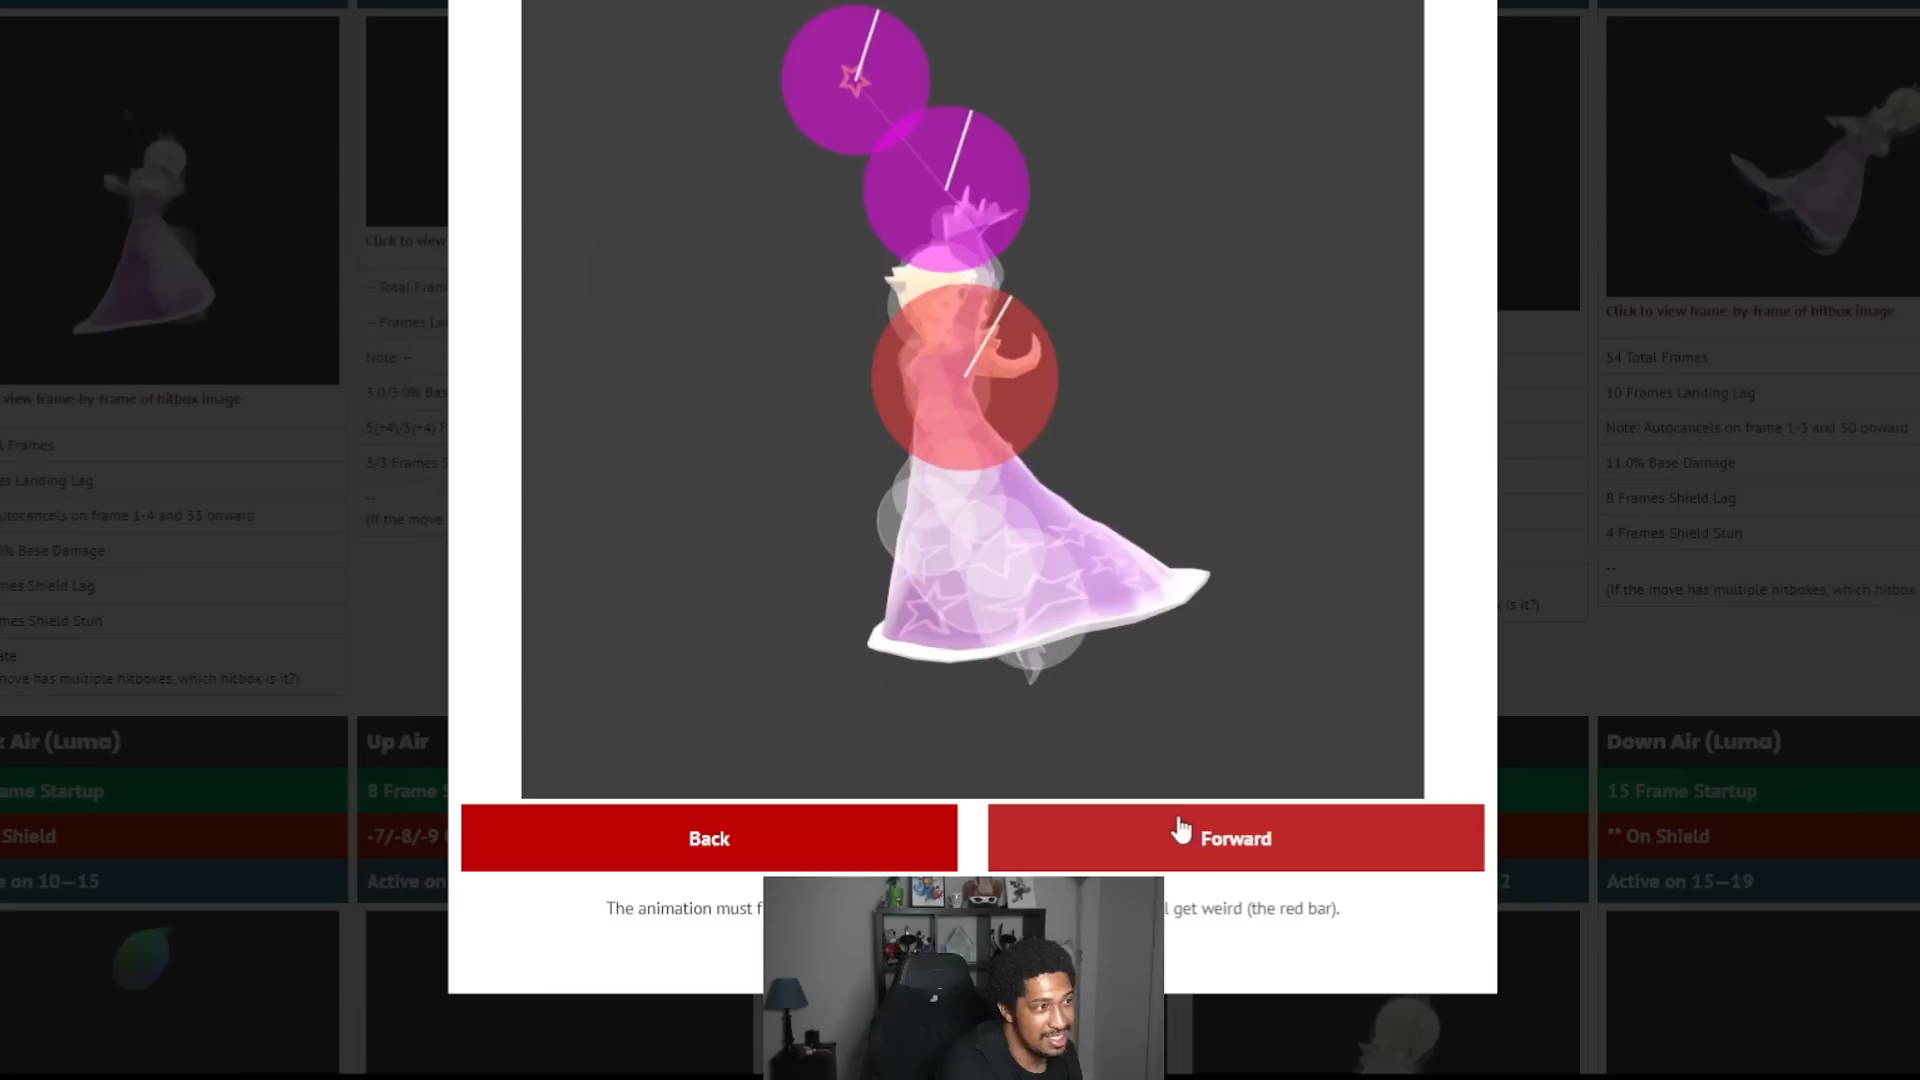 Click to view
view frame-by-frame of hitbox image
l Frames
es Landing Lag
utocancels on frame 1-4 and 33 onward
0% Base Damage
mes Shield Lag
mes Shield Stun
ate
move has multiple hitboxes, which hitbox is it?)
-- Total Fram
-- Frames La
Note: --
3.0/3.0% Bas
5(+4)/5(+4) F
3/3 Frames S
--
(If the move
Click to view frame-by-frame of hitbox image
54 Total Frames
10 Frames Landing Lag
Note: Autocancels on frame 1-3 and 50 onward
11.0% Base Damage
8 Frames Shield Lag
4 Frames Shield Stun
--
(If the move has multiple hitboxes, which hitbox
is it?)
k Air (Luma)
ame Startup
Shield
e on 10—15
Up Air
8 Frame S
-7/-8/-9
Active on
2
Down Air (Luma)
15 Frame Startup
** On Shield
Active on 15—19
Back
Forward
The animation must f
l get weird (the red bar).